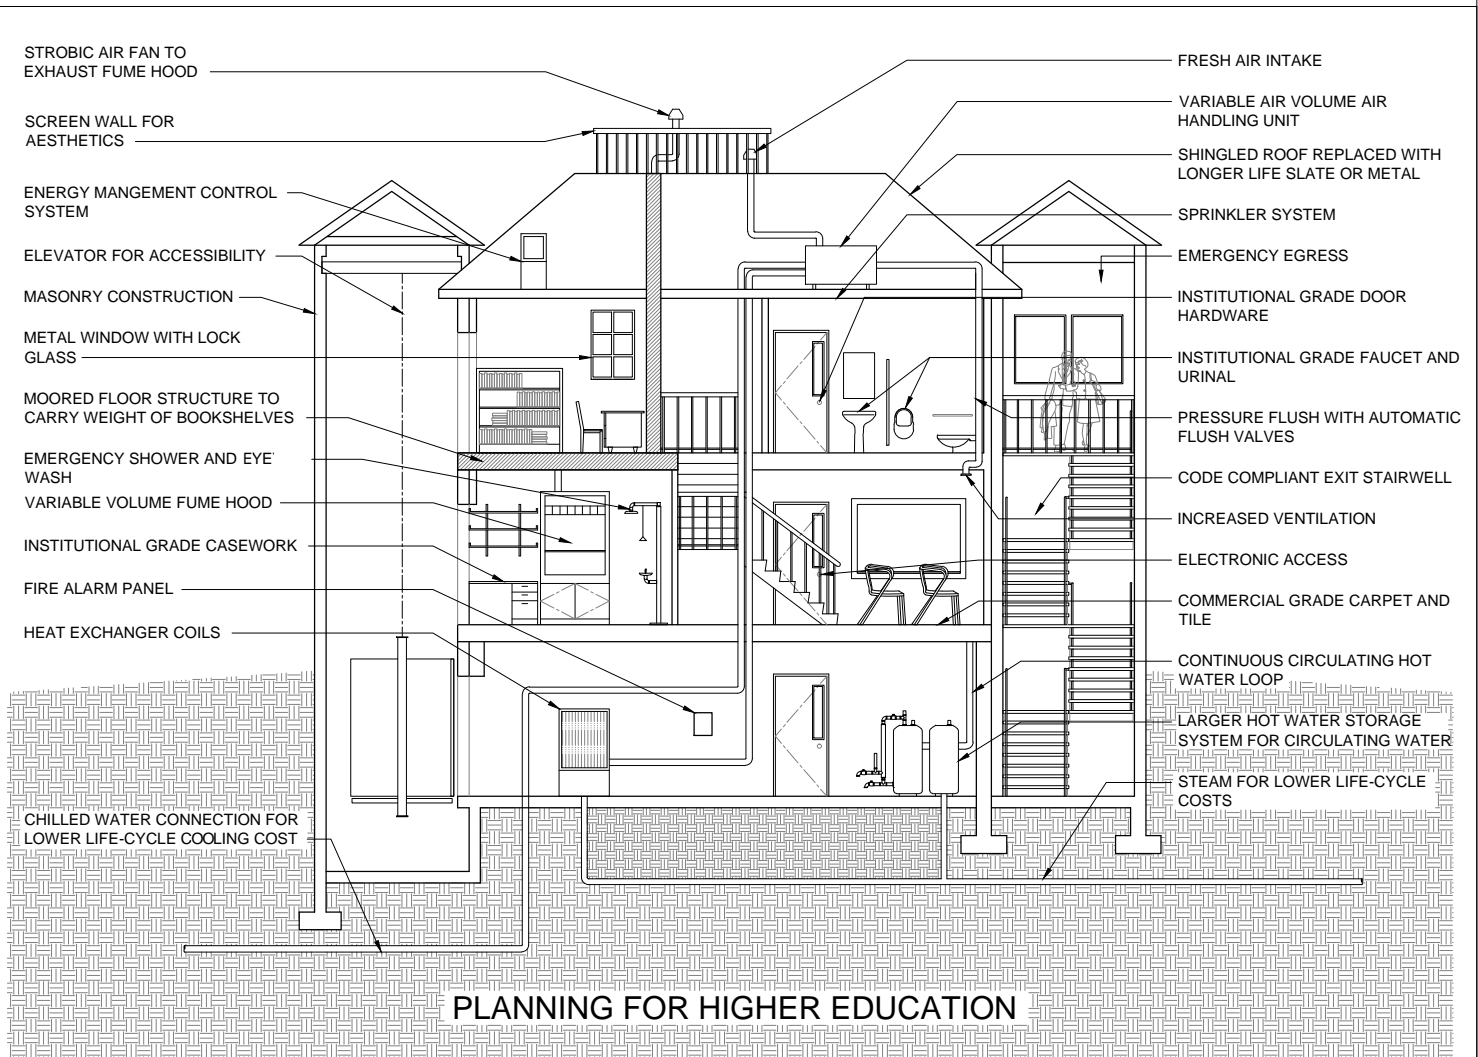 STROBIC AIR FAN TO
EXHAUST FUME HOOD
SCREEN WALL FOR
AESTHETICS
ENERGY MANGEMENT CONTROL
SYSTEM
ELEVATOR FOR ACCESSIBILITY
MASONRY CONSTRUCTION
METAL WINDOW WITH LOCK
GLASS
MOORED FLOOR STRUCTURE TO
CARRY WEIGHT OF BOOKSHELVES
EMERGENCY SHOWER AND EYE
WASH
VARIABLE VOLUME FUME HOOD
INSTITUTIONAL GRADE CASEWORK
FIRE ALARM PANEL
HEAT EXCHANGER COILS
CHILLED WATER CONNECTION FOR
LOWER LIFE-CYCLE COOLING COST
FRESH AIR INTAKE
VARIABLE AIR VOLUME AIR
HANDLING UNIT
SHINGLED ROOF REPLACED WITH
LONGER LIFE SLATE OR METAL
SPRINKLER SYSTEM
EMERGENCY EGRESS
INSTITUTIONAL GRADE DOOR
HARDWARE
INSTITUTIONAL GRADE FAUCET AND
URINAL
PRESSURE FLUSH WITH AUTOMATIC
FLUSH VALVES
CODE COMPLIANT EXIT STAIRWELL
INCREASED VENTILATION
ELECTRONIC ACCESS
COMMERCIAL GRADE CARPET AND
TILE
CONTINUOUS CIRCULATING HOT
WATER LOOP
LARGER HOT WATER STORAGE
SYSTEM FOR CIRCULATING WATER
STEAM FOR LOWER LIFE-CYCLE
COSTS
PLANNING FOR HIGHER EDUCATION